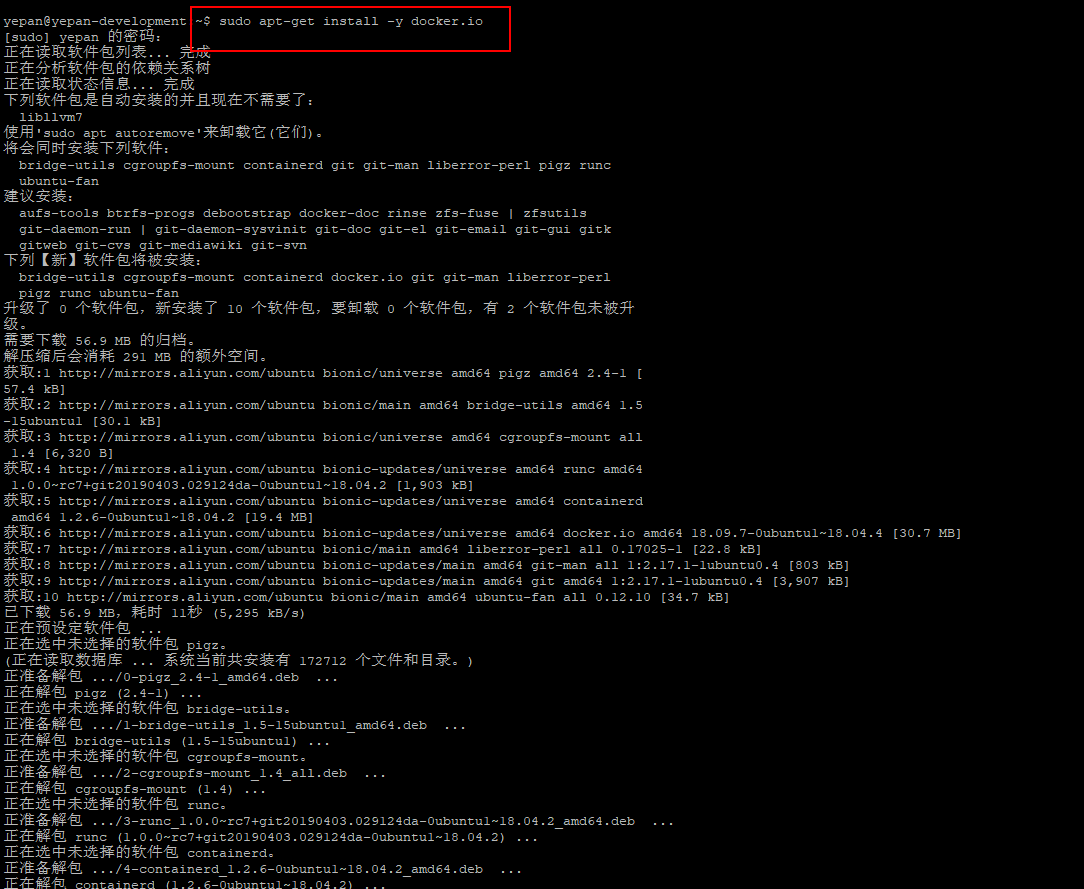 yepan@yepan-development:~$ sudo apt-get install -y docker.io
[sudo] yepan 的密码：
正在读取软件包列表... 完成
正在分析软件包的依赖关系树
正在读取状态信息... 完成
下列软件包是自动安装的并且现在不需要了：
  libllvm7
使用'sudo apt autoremove'来卸载它(它们)。
将会同时安装下列软件：
  bridge-utils cgroupfs-mount containerd git git-man liberror-perl pigz runc
  ubuntu-fan
建议安装：
  aufs-tools btrfs-progs debootstrap docker-doc rinse zfs-fuse | zfsutils
  git-daemon-run | git-daemon-sysvinit git-doc git-el git-email git-gui gitk
  gitweb git-cvs git-mediawiki git-svn
下列【新】软件包将被安装：
  bridge-utils cgroupfs-mount containerd docker.io git git-man liberror-perl
  pigz runc ubuntu-fan
升级了 0 个软件包，新安装了 10 个软件包，要卸载 0 个软件包，有 2 个软件包未被升
级。
需要下载 56.9 MB 的归档。
解压缩后会消耗 291 MB 的额外空间。
获取:1 http://mirrors.aliyun.com/ubuntu bionic/universe amd64 pigz amd64 2.4-1 [
57.4 kB]
获取:2 http://mirrors.aliyun.com/ubuntu bionic/main amd64 bridge-utils amd64 1.5
-15ubuntu1 [30.1 kB]
获取:3 http://mirrors.aliyun.com/ubuntu bionic/universe amd64 cgroupfs-mount all
 1.4 [6,320 B]
获取:4 http://mirrors.aliyun.com/ubuntu bionic-updates/universe amd64 runc amd64
 1.0.0~rc7+git20190403.029124da-0ubuntu1~18.04.2 [1,903 kB]
获取:5 http://mirrors.aliyun.com/ubuntu bionic-updates/universe amd64 containerd
 amd64 1.2.6-0ubuntu1~18.04.2 [19.4 MB]
获取:6 http://mirrors.aliyun.com/ubuntu bionic-updates/universe amd64 docker.io amd64 18.09.7-0ubuntu1~18.04.4 [30.7 MB]
获取:7 http://mirrors.aliyun.com/ubuntu bionic/main amd64 liberror-perl all 0.17025-1 [22.8 kB]
获取:8 http://mirrors.aliyun.com/ubuntu bionic-updates/main amd64 git-man all 1:2.17.1-1ubuntu0.4 [803 kB]
获取:9 http://mirrors.aliyun.com/ubuntu bionic-updates/main amd64 git amd64 1:2.17.1-1ubuntu0.4 [3,907 kB]
获取:10 http://mirrors.aliyun.com/ubuntu bionic/main amd64 ubuntu-fan all 0.12.10 [34.7 kB]
已下载 56.9 MB，耗时 11秒 (5,295 kB/s)
正在预设定软件包 ...
正在选中未选择的软件包 pigz。
(正在读取数据库 ... 系统当前共安装有 172712 个文件和目录。)
正准备解包 .../0-pigz_2.4-1_amd64.deb  ...
正在解包 pigz (2.4-1) ...
正在选中未选择的软件包 bridge-utils。
正准备解包 .../1-bridge-utils_1.5-15ubuntu1_amd64.deb  ...
正在解包 bridge-utils (1.5-15ubuntu1) ...
正在选中未选择的软件包 cgroupfs-mount。
正准备解包 .../2-cgroupfs-mount_1.4_all.deb  ...
正在解包 cgroupfs-mount (1.4) ...
正在选中未选择的软件包 runc。
正准备解包 .../3-runc_1.0.0~rc7+git20190403.029124da-0ubuntu1~18.04.2_amd64.deb  ...
正在解包 runc (1.0.0~rc7+git20190403.029124da-0ubuntu1~18.04.2) ...
正在选中未选择的软件包 containerd。
正准备解包 .../4-containerd_1.2.6-0ubuntu1~18.04.2_amd64.deb  ...
正在解包 containerd (1.2.6-0ubuntu1~18.04.2) ...